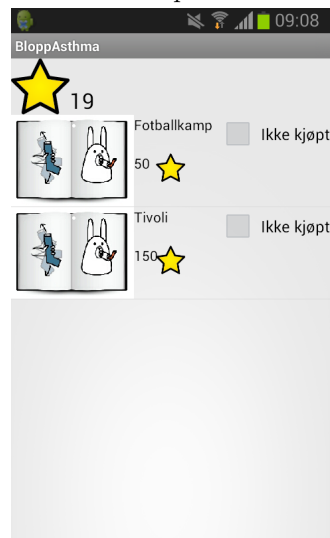 09:08
BloppAsthma
19
Fotballkamp
Ikke kjøpt
50
Tivoli
Ikke kjøpt
150